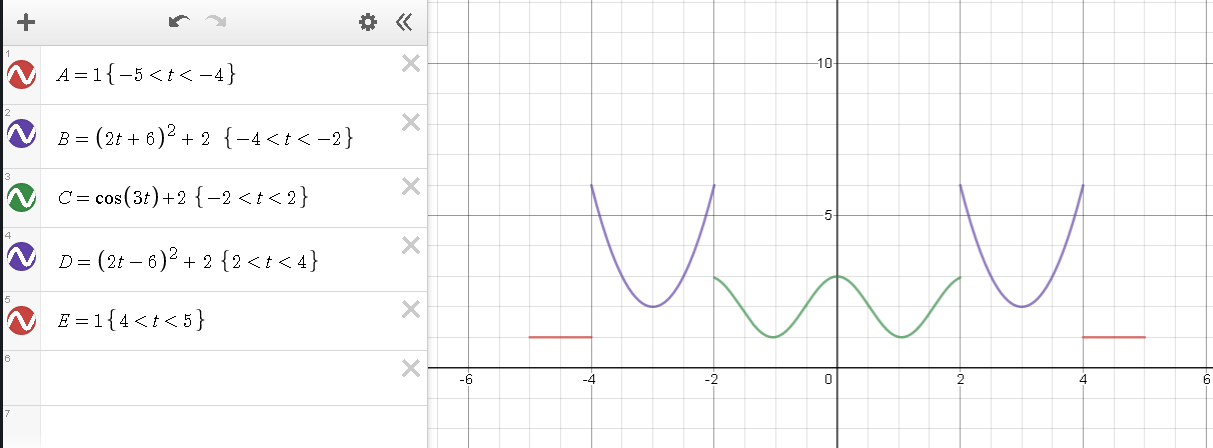 1
A = 1 {−5 < t < −4}
2
B = (2t + 6)² + 2 {−4 < t < −2}
3
C = cos(3t)+2 {−2 < t < 2}
4
D = (2t − 6)² + 2 {2 < t < 4}
5
E = 1 {4 < t < 5}
6
7
10
5
-6 -4 -2 0 2 4 6